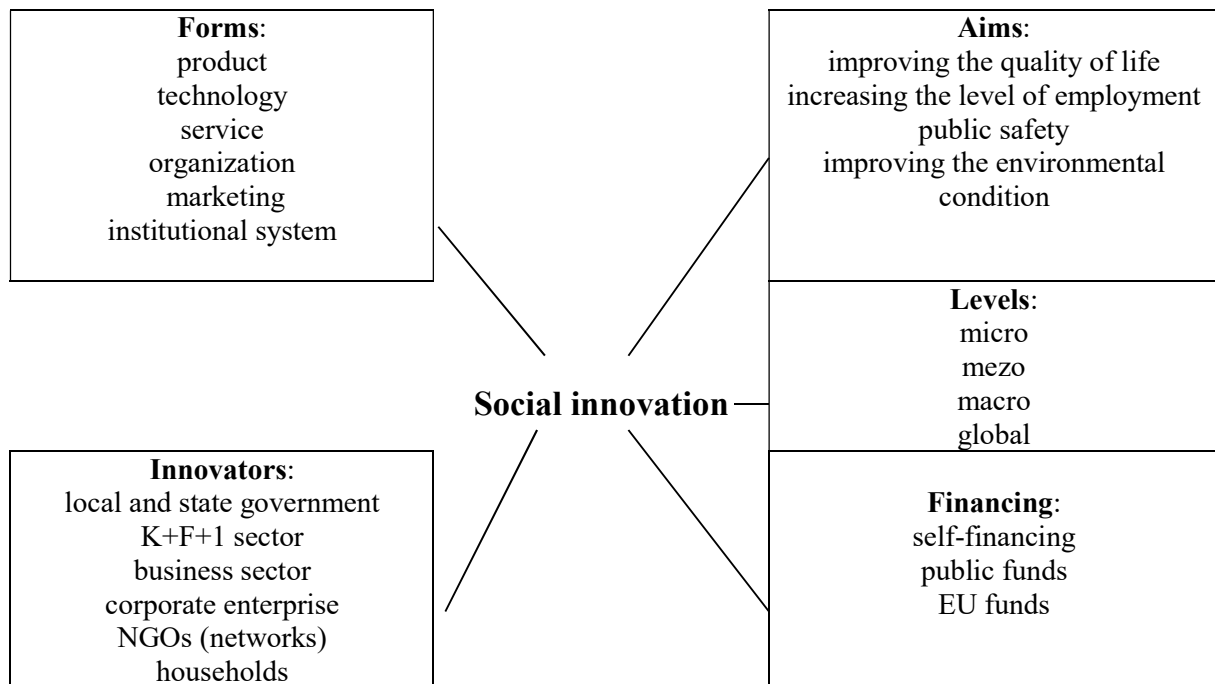 Forms:
product
technology
service
organization
marketing
institutional system
Aims:
improving the quality of life
increasing the level of employment
public safety
improving the environmental
condition
Levels:
micro
mezo
macro
global
Social innovation
Innovators:
local and state government
K+F+1 sector
business sector
corporate enterprise
NGOs (networks)
households
Financing:
self-financing
public funds
EU funds